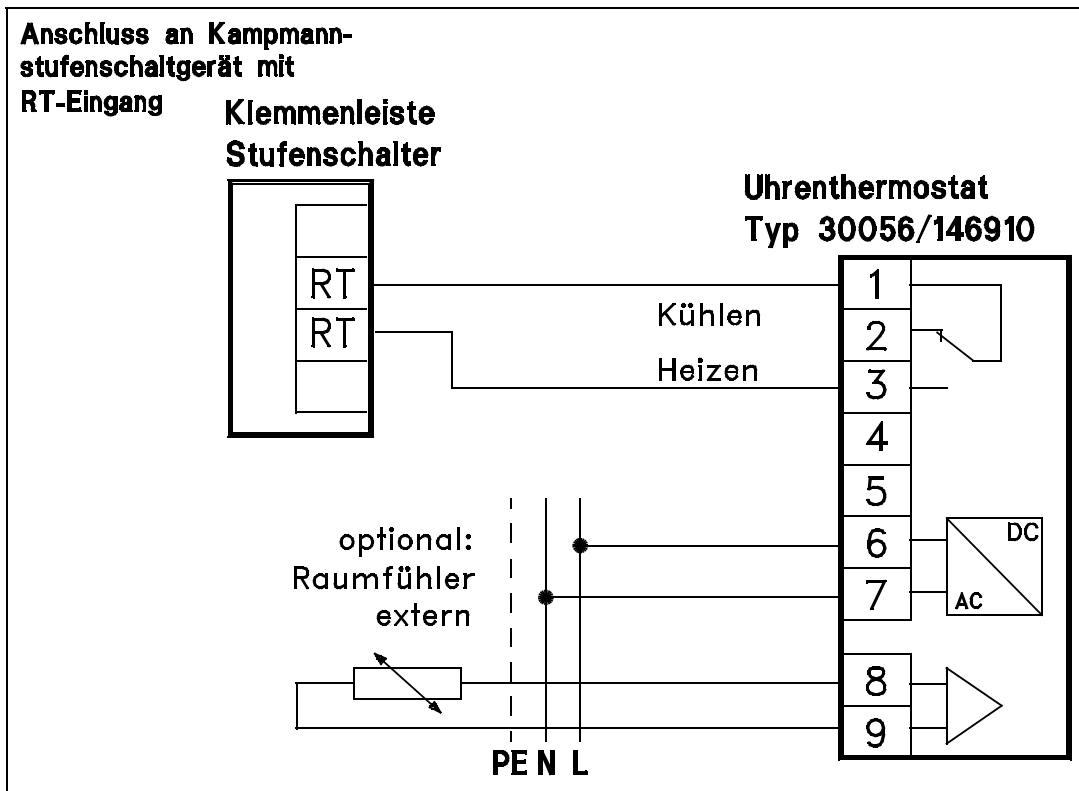 Anschluss an Kampmann-
stufenschaltgerät mit
RT-Eingang
Klemmenleiste
Stufenschalter
Uhrenthermostat
Typ 30056/146910
RT
RT
Kühlen
Heizen
1
2
3
4
5
6
7
8
9
DC
AC
optional:
Raumfühler
extern
PE N L